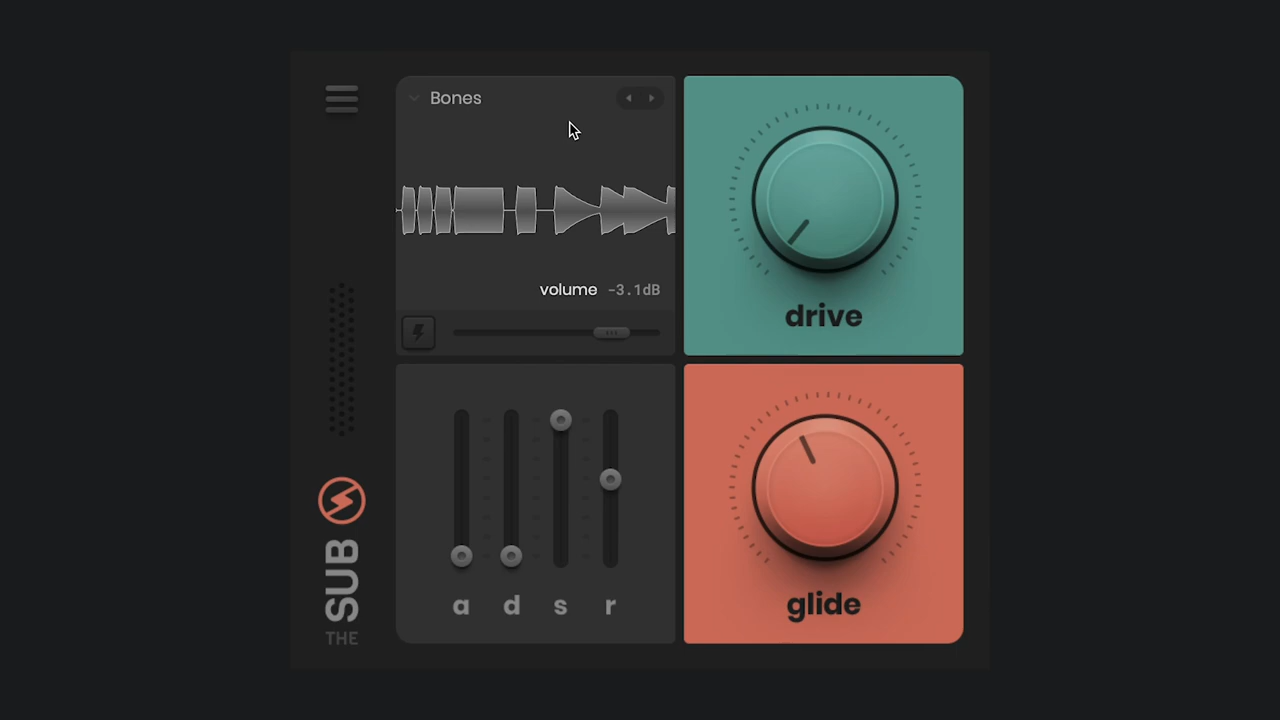 Bones
volume -3.1dB
drive
a d s r
glide
THE SUB